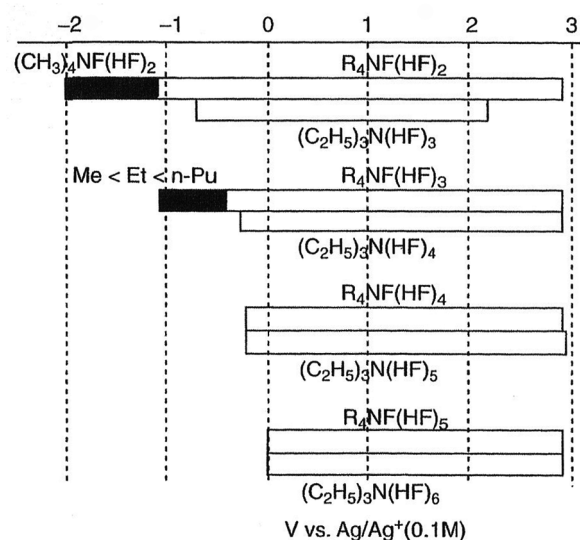 −2 −1 0 1 2 3
(CH₃)₄NF(HF)₂ R₄NF(HF)₂
(C₂H₅)₃N(HF)₃
Me < Et < n-Pu R₄NF(HF)₃
(C₂H₅)₃N(HF)₄
R₄NF(HF)₄
(C₂H₅)₃N(HF)₅
R₄NF(HF)₅
(C₂H₅)₃N(HF)₆
V vs. Ag/Ag⁺(0.1M)